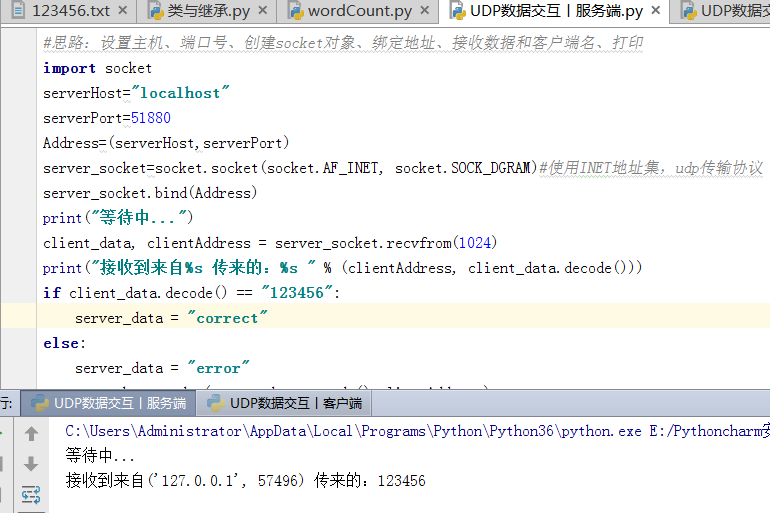 123456.txt × 类与继承.py × wordCount.py × UDP数据交互丨服务端.py × UDP数据交
#思路：设置主机、端口号、创建socket对象、绑定地址、接收数据和客户端名、打印
import socket
serverHost="localhost"
serverPort=51880
Address=(serverHost,serverPort)
server_socket=socket.socket(socket.AF_INET, socket.SOCK_DGRAM)#使用INET地址集，udp传输协议
server_socket.bind(Address)
print("等待中...")
client_data, clientAddress = server_socket.recvfrom(1024)
print("接收到来自%s 传来的：%s " % (clientAddress, client_data.decode()))
if client_data.decode() == "123456":
server_data = "correct"
else:
server_data = "error"
行: UDP数据交互丨服务端 UDP数据交互丨客户端
C:\Users\Administrator\AppData\Local\Programs\Python\Python36\python.exe E:/Pythoncharm安
等待中...
接收到来自('127.0.0.1', 57496) 传来的：123456